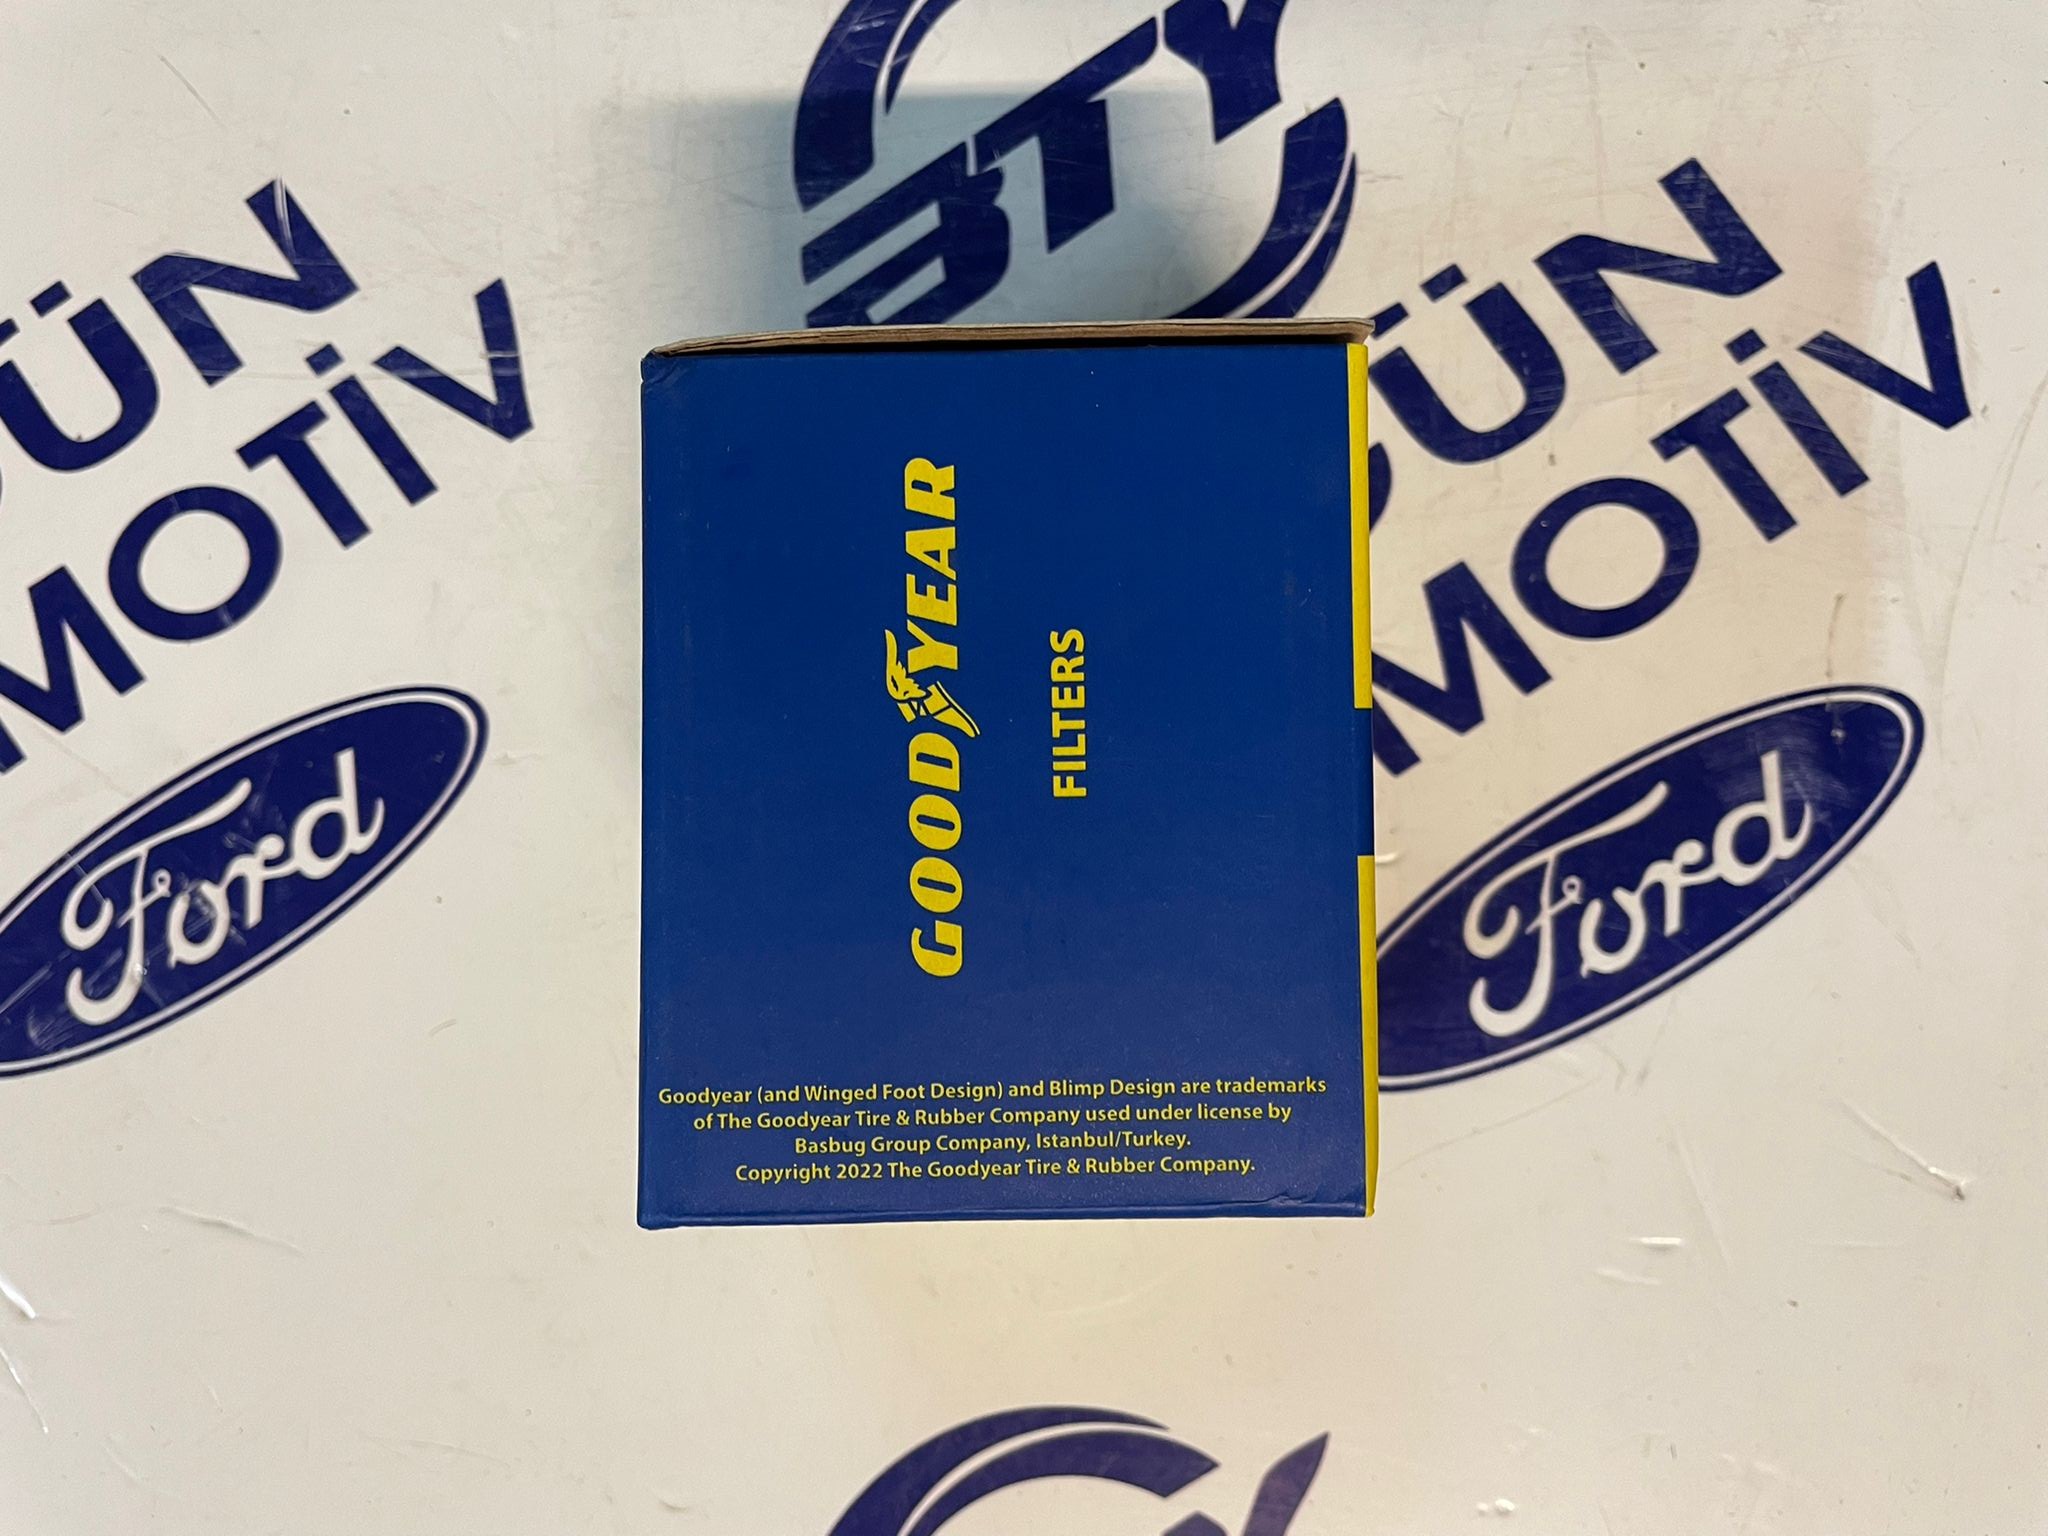 BTY
ÜN
MOTİV
Ford
ÜN
MOTİV
Ford
GOODYEAR
FILTERS
Goodyear (and Winged Foot Design) and Blimp Design are trademarks
of The Goodyear Tire & Rubber Company used under license by
Basbug Group Company, Istanbul/Turkey.
Copyright 2022 The Goodyear Tire & Rubber Company.